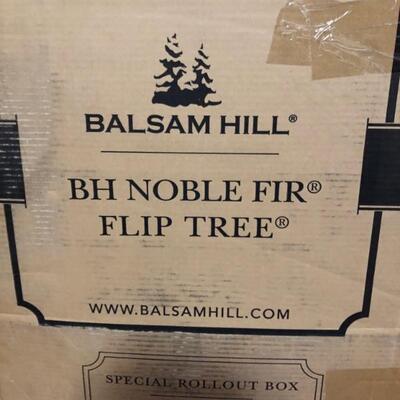 BALSAM HILL®
BH NOBLE FIR®
FLIP TREE®
WWW.BALSAMHILL.COM
SPECIAL ROLLOUT BOX